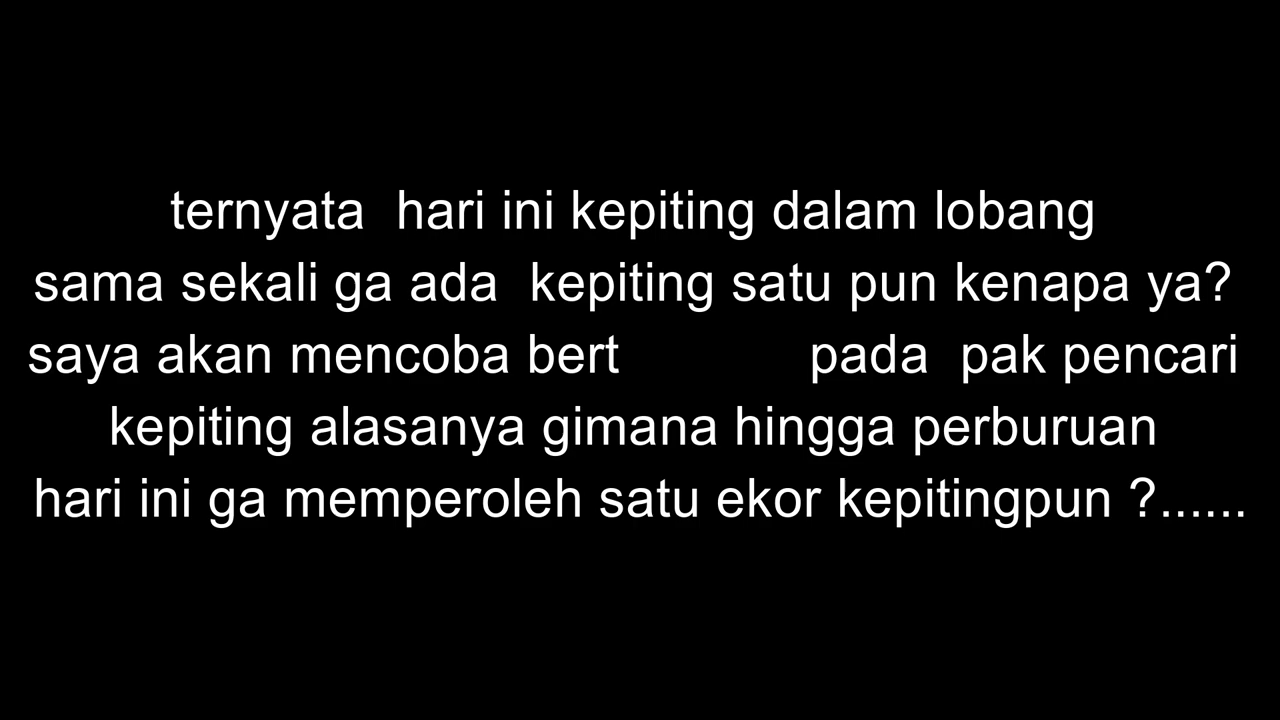 ternyata hari ini kepiting dalam lobang
sama sekali ga ada kepiting satu pun kenapa ya?
saya akan mencoba bert pada pak pencari
kepiting alasanya gimana hingga perburuan
hari ini ga memperoleh satu ekor kepitingpun ?......